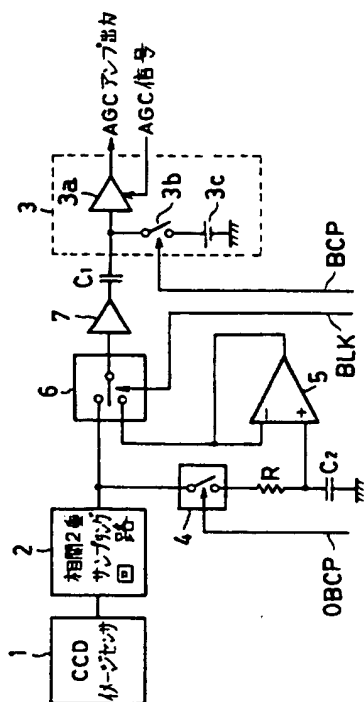 1
CCD
イメージセンサ
2
相関2重
サンプリング
回路
3
3a
3b
3c
AGCアンプ出力
AGC信号
C1
7
6
BCP
BLK
5
-
+
4
R
C2
OBCP